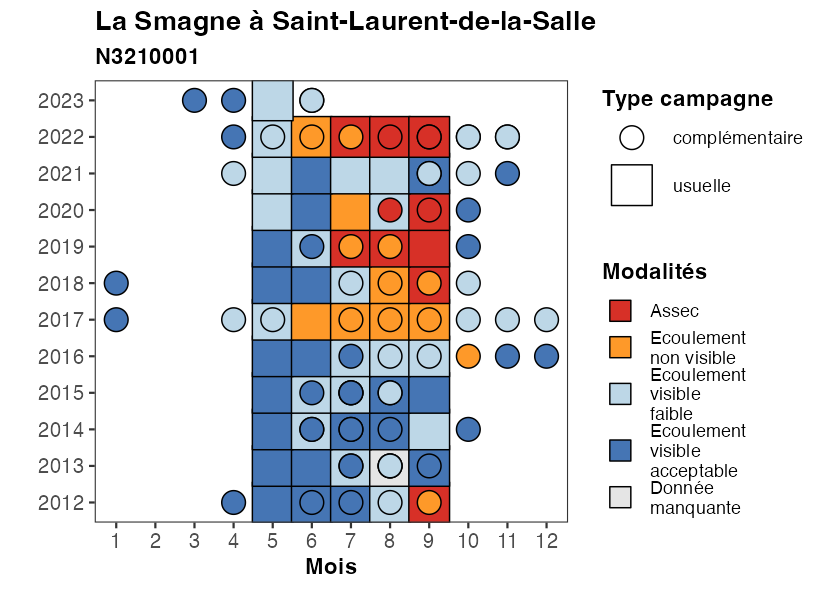 La Smagne à Saint-Laurent-de-la-Salle
N3210001
2023
2022
2021
2020
2019
2018
2017
2016
2015
2014
2013
2012
1 2 3 4 5 6 7 8 9 10 11 12
Mois
Type campagne
complémentaire
usuelle
Modalités
Assec
Ecoulement
non visible
Ecoulement
visible
faible
Ecoulement
visible
acceptable
Donnée
manquante